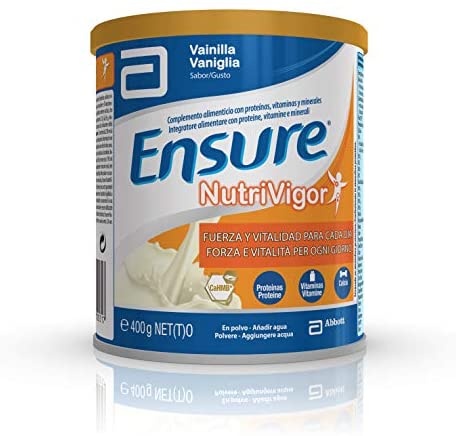 Vainilla
Vaniglia
Sabor/Gusto
Complemento alimenticio con proteínas, vitaminas y minerales
Integratore alimentare con proteine, vitamine e minerali
Ensure®
NutriVigor
FUERZA Y VITALIDAD PARA CADA DÍA
FORZA E VITALITÀ PER OGNI GIORNO
CaHMB
Proteínas
Proteine
Vitaminas
Vitamine
Calcio
℮ 400g NET(T)O
En polvo - Añadir agua
Polvere - Aggiungere acqua
Abbott